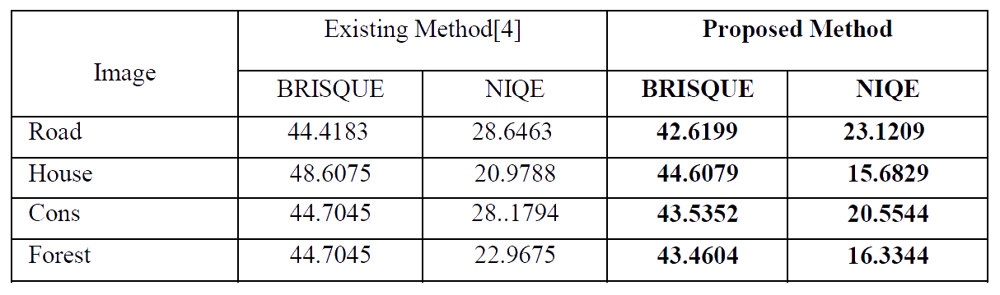 Existing Method[4] Proposed Method
Image
BRISQUE NIQE BRISQUE NIQE
Road 44.4183 28.6463 42.6199 23.1209
House 48.6075 20.9788 44.6079 15.6829
Cons 44.7045 28..1794 43.5352 20.5544
Forest 44.7045 22.9675 43.4604 16.3344